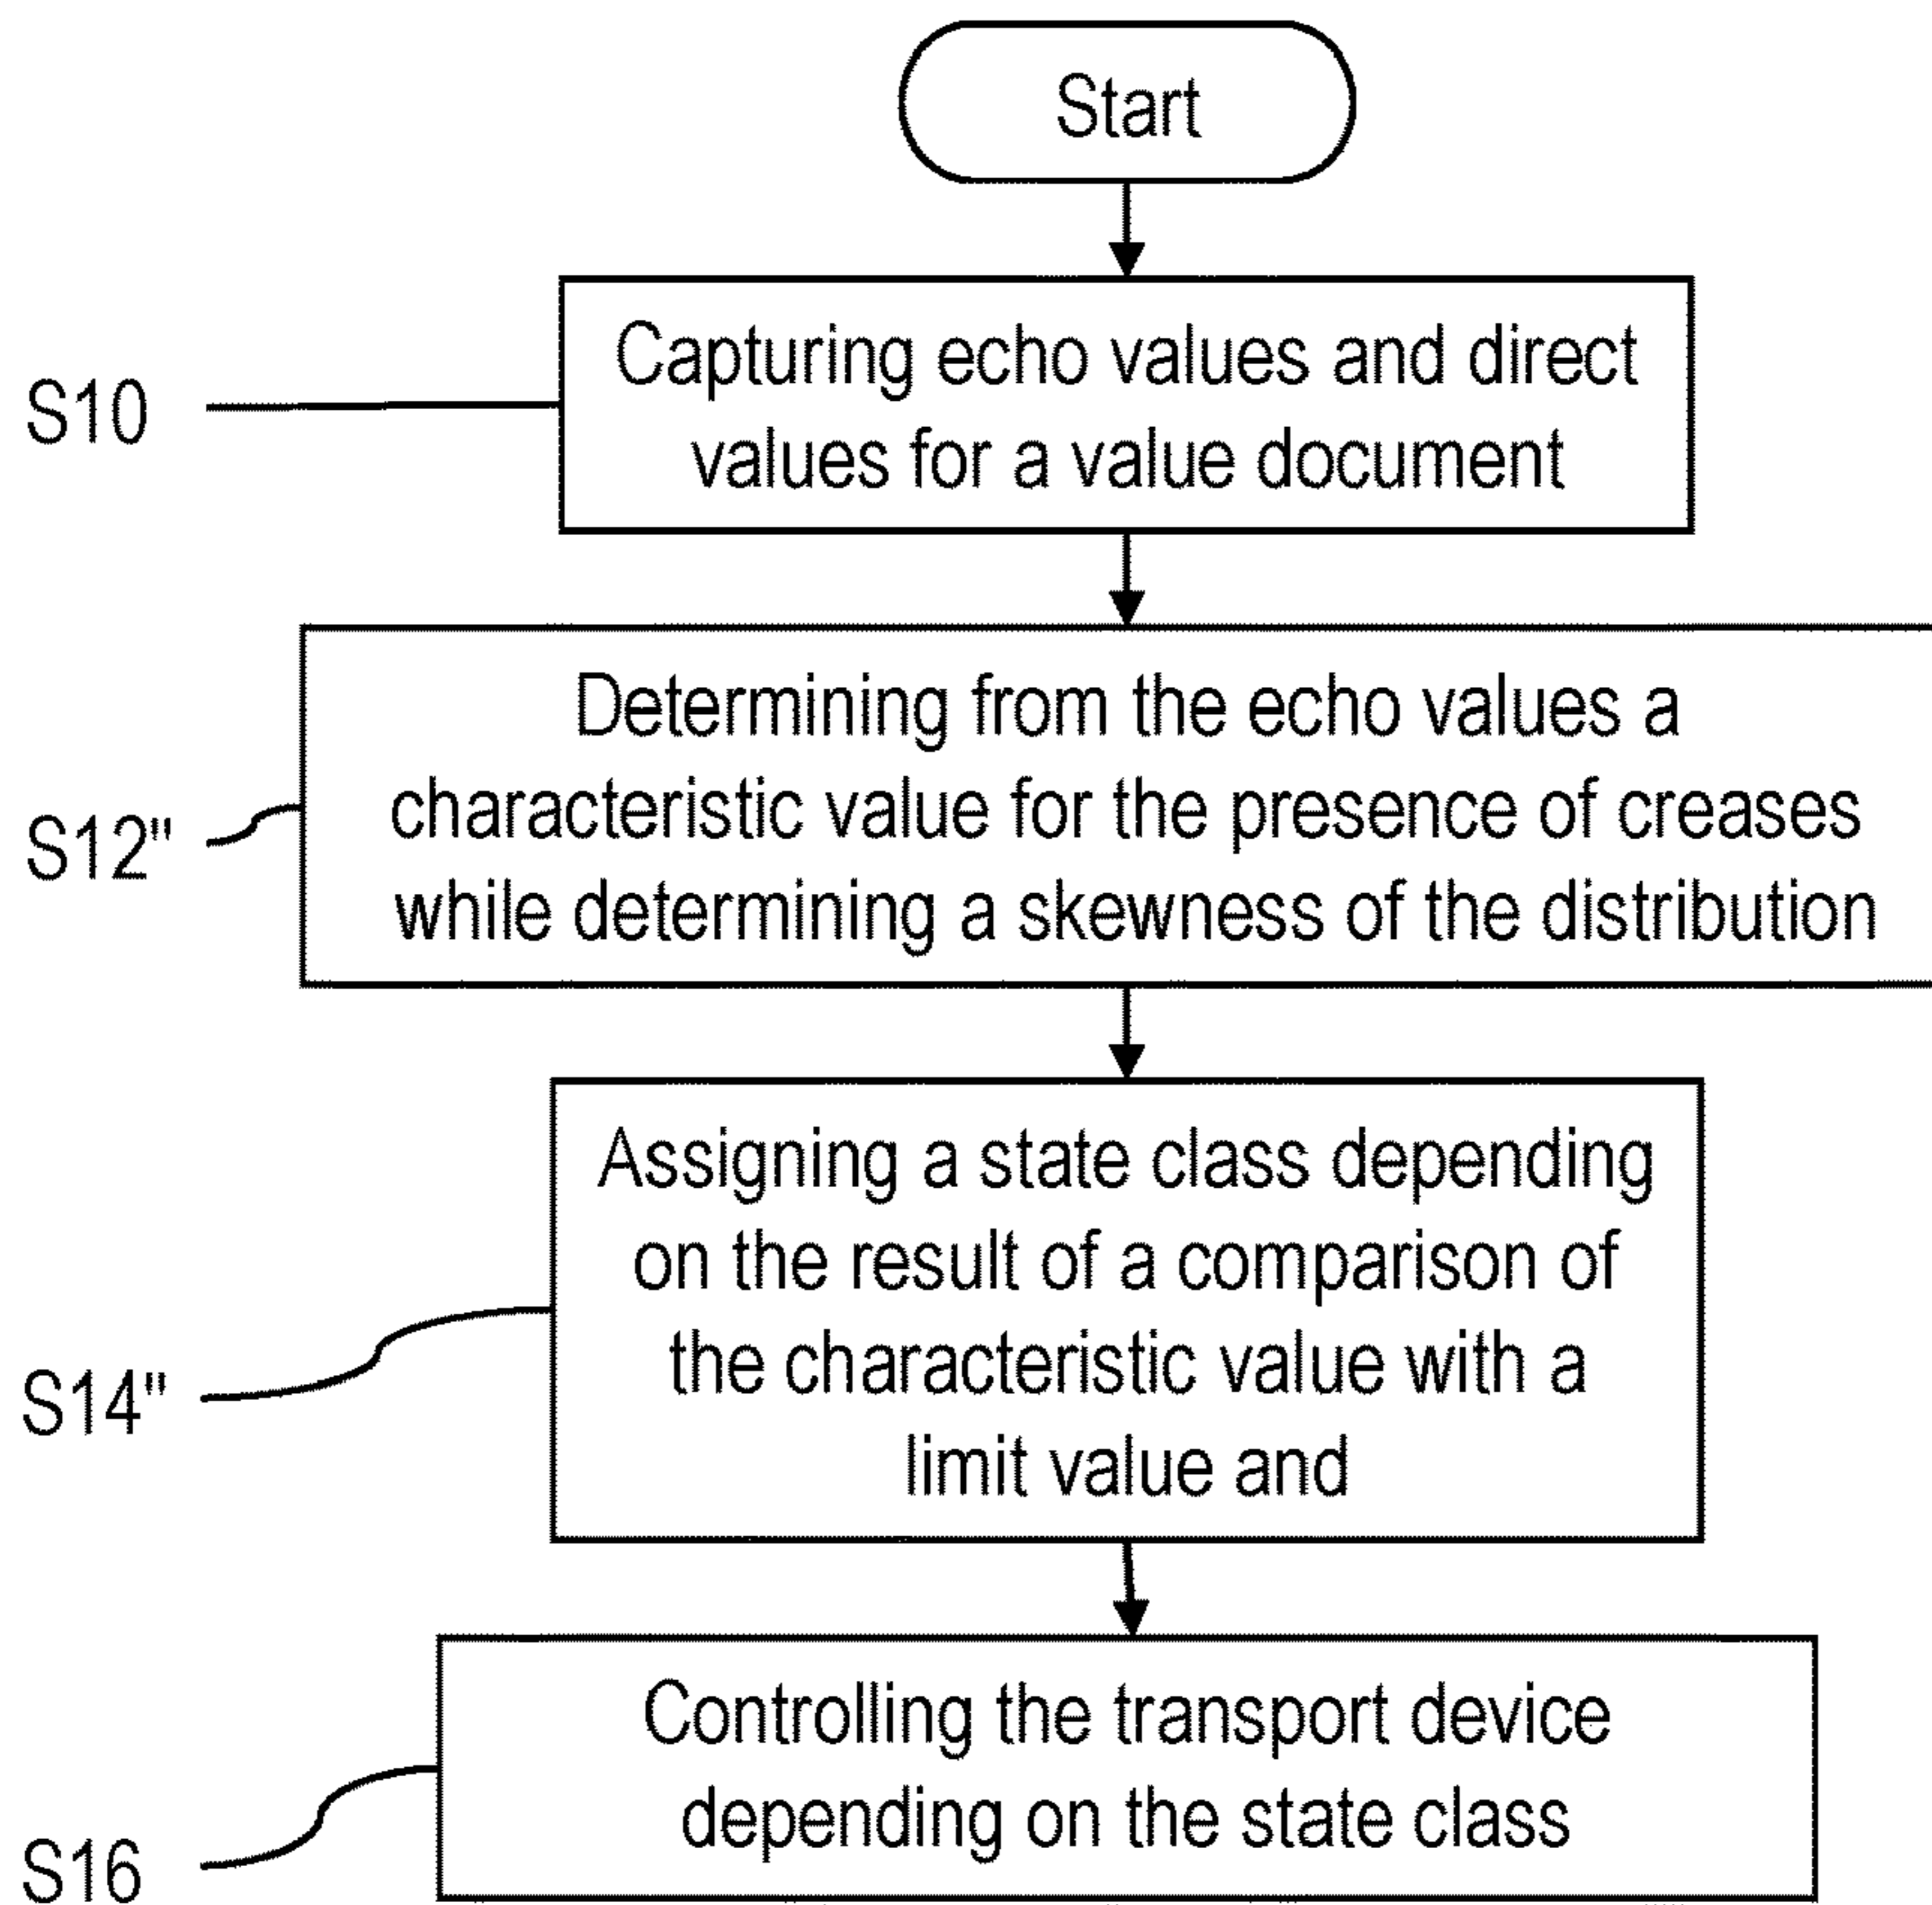 Start
S10
Capturing echo values and direct
values for a value document
S12"
Determining from the echo values a
characteristic value for the presence of creases
while determining a skewness of the distribution
S14"
Assigning a state class depending
on the result of a comparison of
the characteristic value with a
limit value and
S16
Controlling the transport device
depending on the state class